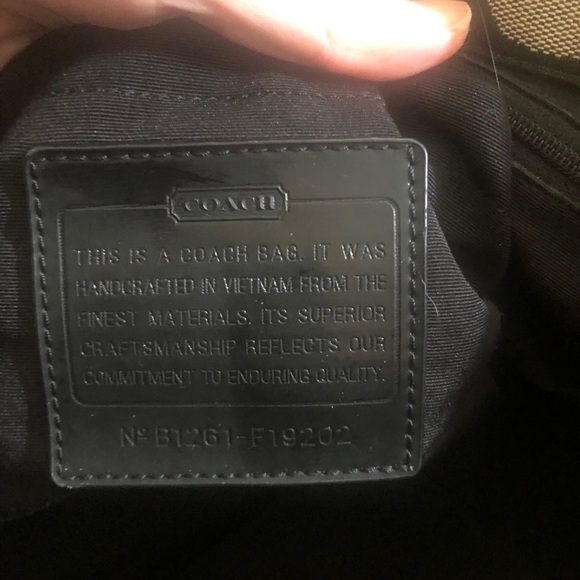 COACH
THIS IS A COACH BAG. IT WAS
HANDCRAFTED IN VIETNAM FROM THE
FINEST MATERIALS. ITS SUPERIOR
CRAFTSMANSHIP REFLECTS OUR
COMMITMENT TO ENDURING QUALITY.
Nº B1261-F19202